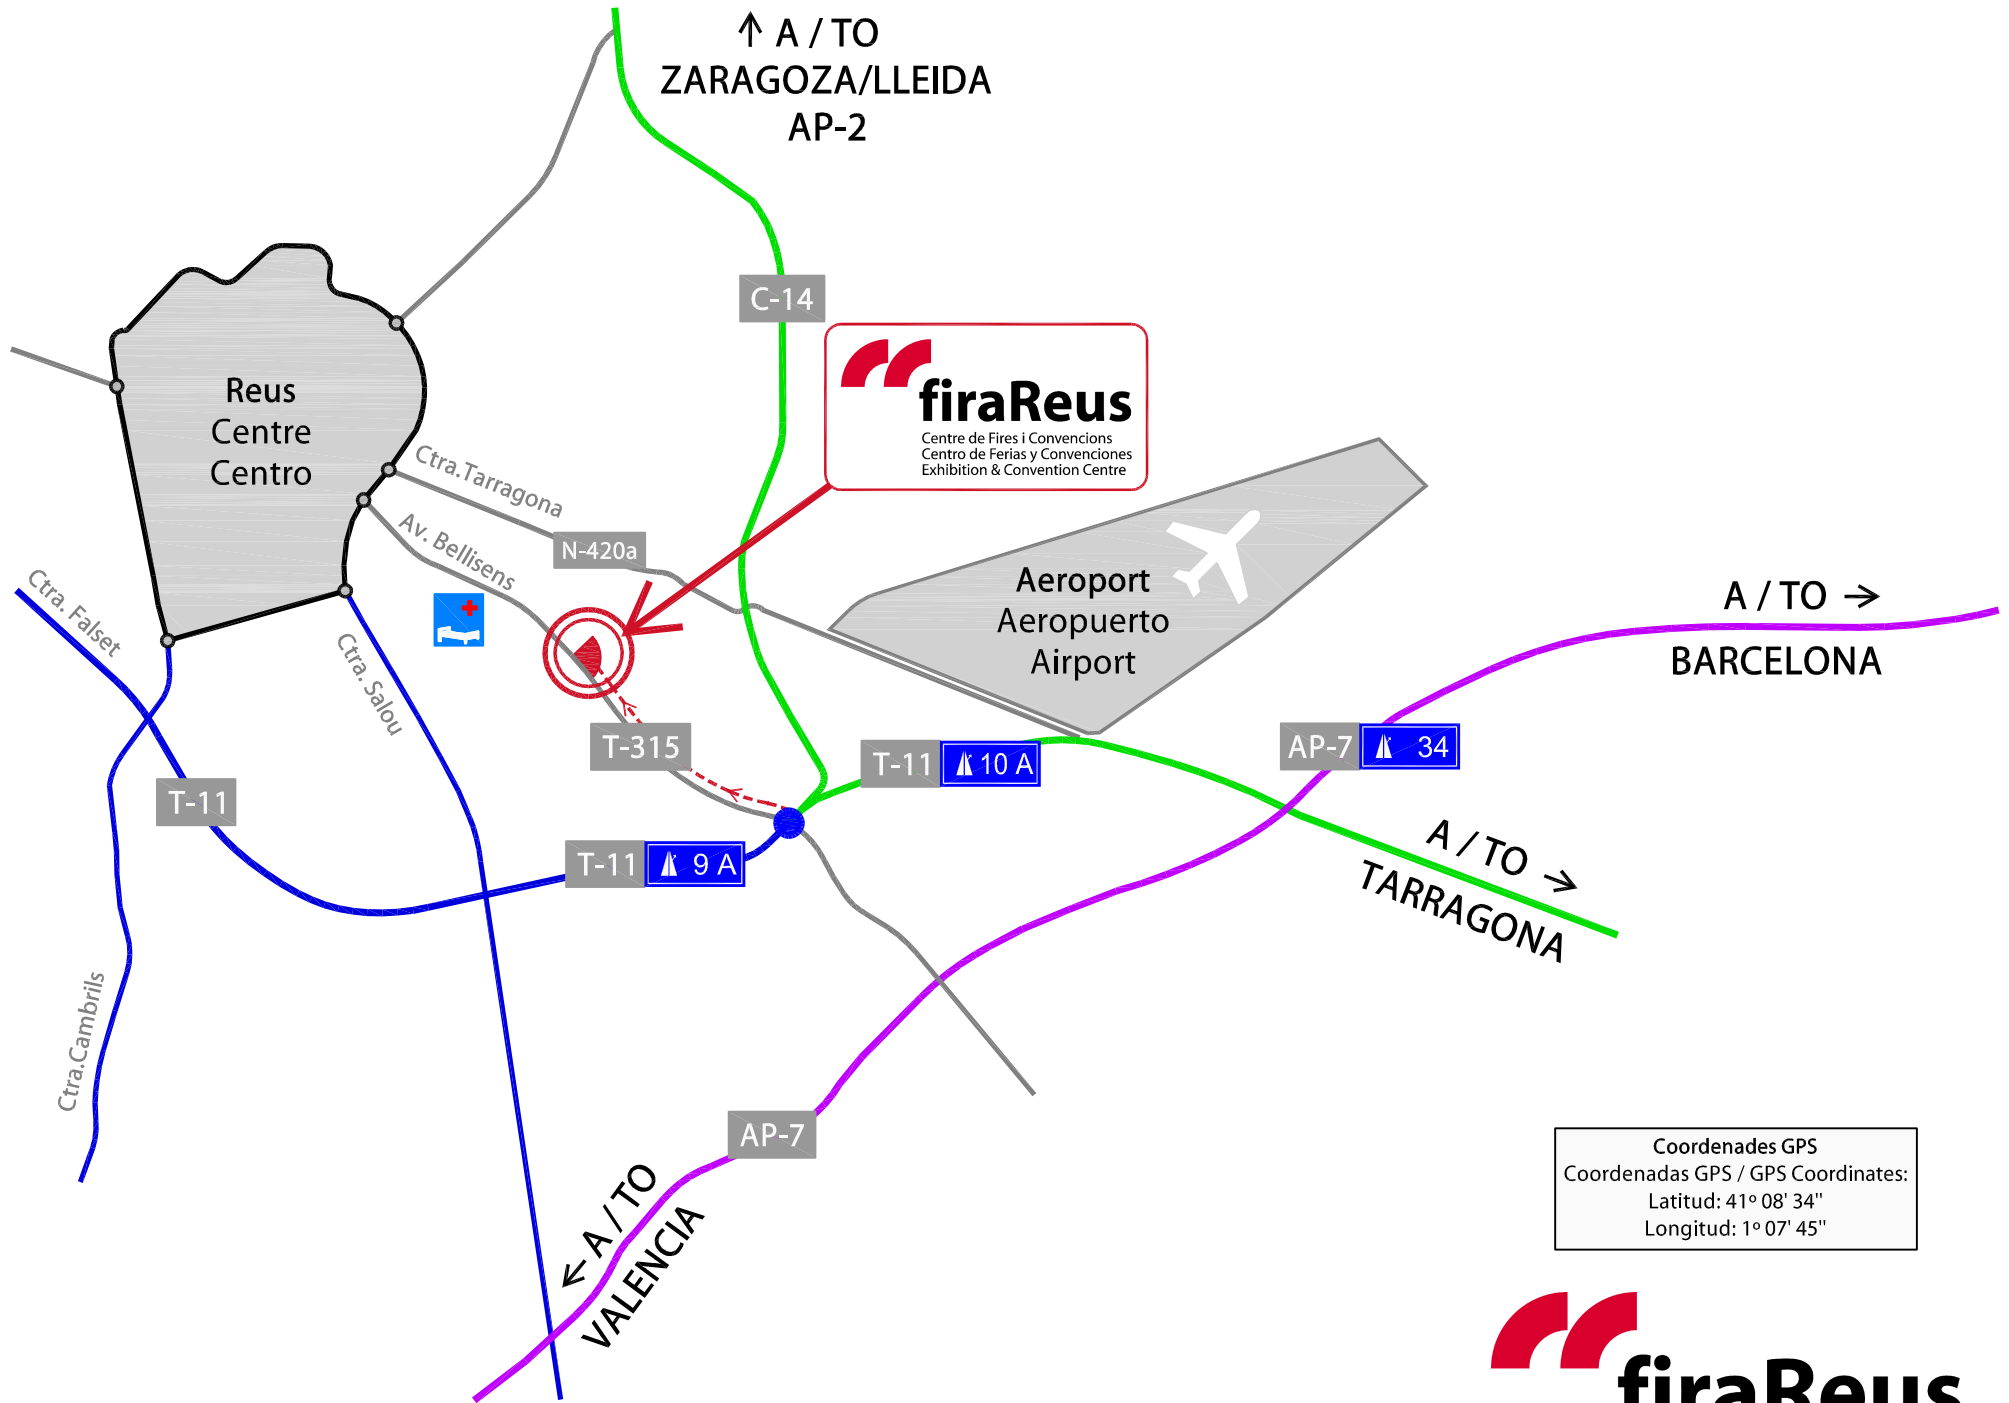 ↑ A / TO
ZARAGOZA/LLEIDA
AP-2
C-14
firaReus
Centre de Fires i Convencions
Centro de Ferias y Convenciones
Exhibition & Convention Centre
Reus
Centre
Centro
Ctra.Tarragona
N-420a
Av. Bellisens
Ctra. Falset
Ctra. Salou
Aeroport
Aeropuerto
Airport
A / TO →
BARCELONA
T-315
T-11
10 A
AP-7
34
T-11
T-11
9 A
A / TO →
TARRAGONA
Ctra.Cambrils
AP-7
← A / TO
VALENCIA
Coordenades GPS
Coordenadas GPS / GPS Coordinates:
Latitud: 41º 08' 34''
Longitud: 1º 07' 45''
firaReus